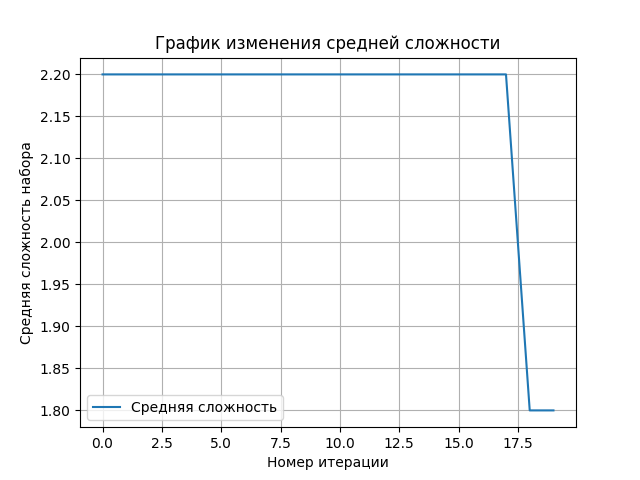 График изменения средней сложности
Средняя сложность набора
2.20
2.15
2.10
2.05
2.00
1.95
1.90
1.85
1.80
Средняя сложность
0.0 2.5 5.0 7.5 10.0 12.5 15.0 17.5
Номер итерации